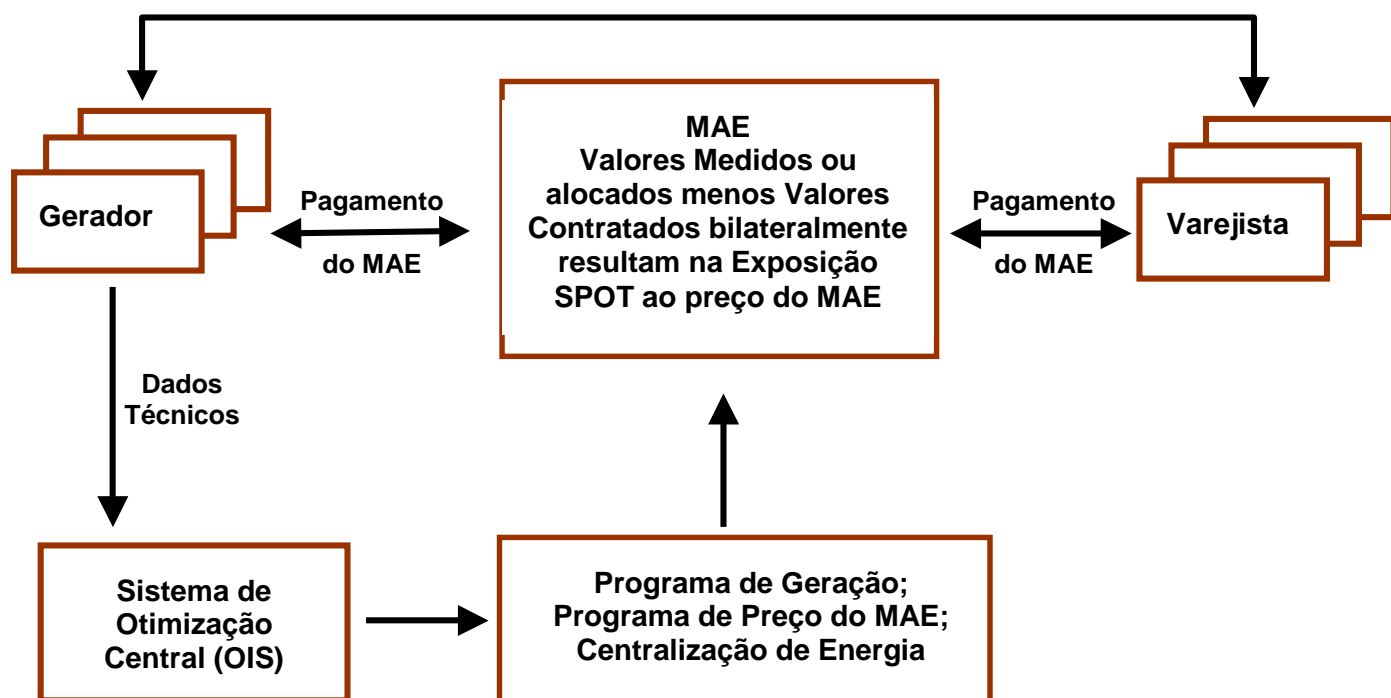 MAE
Valores Medidos ou
alocados menos Valores
Contratados bilateralmente
resultam na Exposição
SPOT ao preço do MAE
Gerador
Pagamento
do MAE
Pagamento
do MAE
Varejista
Dados
Técnicos
Sistema de
Otimização
Central (OIS)
Programa de Geração;
Programa de Preço do MAE;
Centralização de Energia